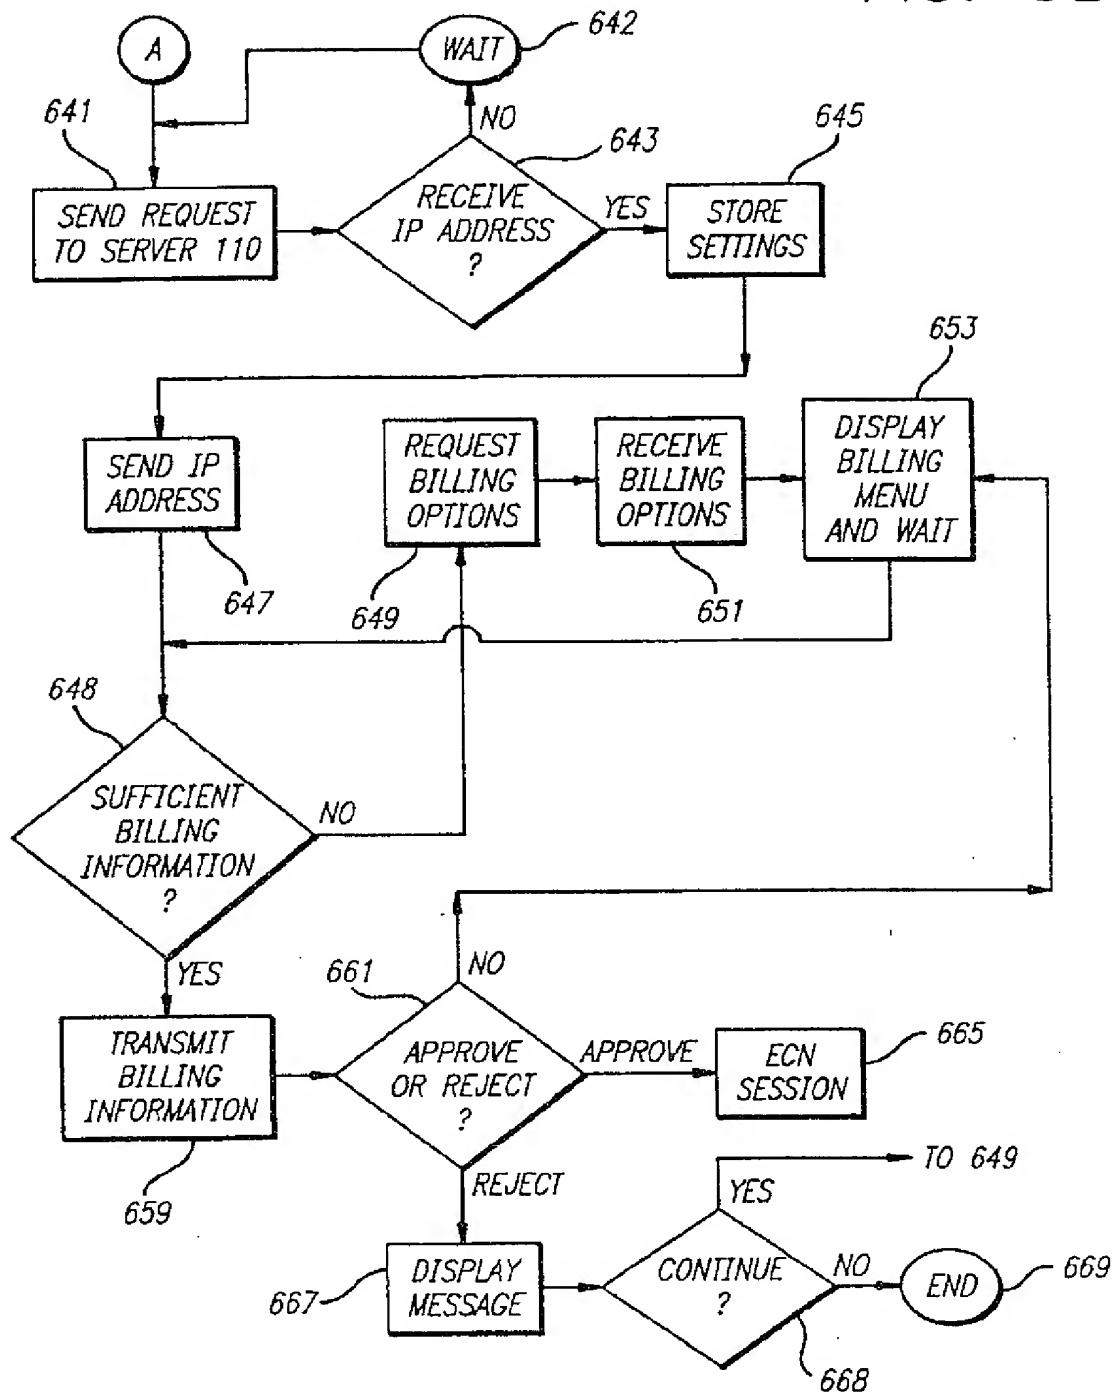 A
WAIT
642
641
NO
643
645
SEND REQUEST
TO SERVER 110
RECEIVE
IP ADDRESS
?
YES
STORE
SETTINGS
653
SEND IP
ADDRESS
REQUEST
BILLING
OPTIONS
RECEIVE
BILLING
OPTIONS
DISPLAY
BILLING
MENU
AND WAIT
647
649
651
648
SUFFICIENT
BILLING
INFORMATION
?
NO
YES
661
NO
TRANSMIT
BILLING
INFORMATION
APPROVE
OR REJECT
?
APPROVE
ECN
SESSION
665
659
REJECT
YES
TO 649
667
DISPLAY
MESSAGE
CONTINUE
?
NO
END
669
668